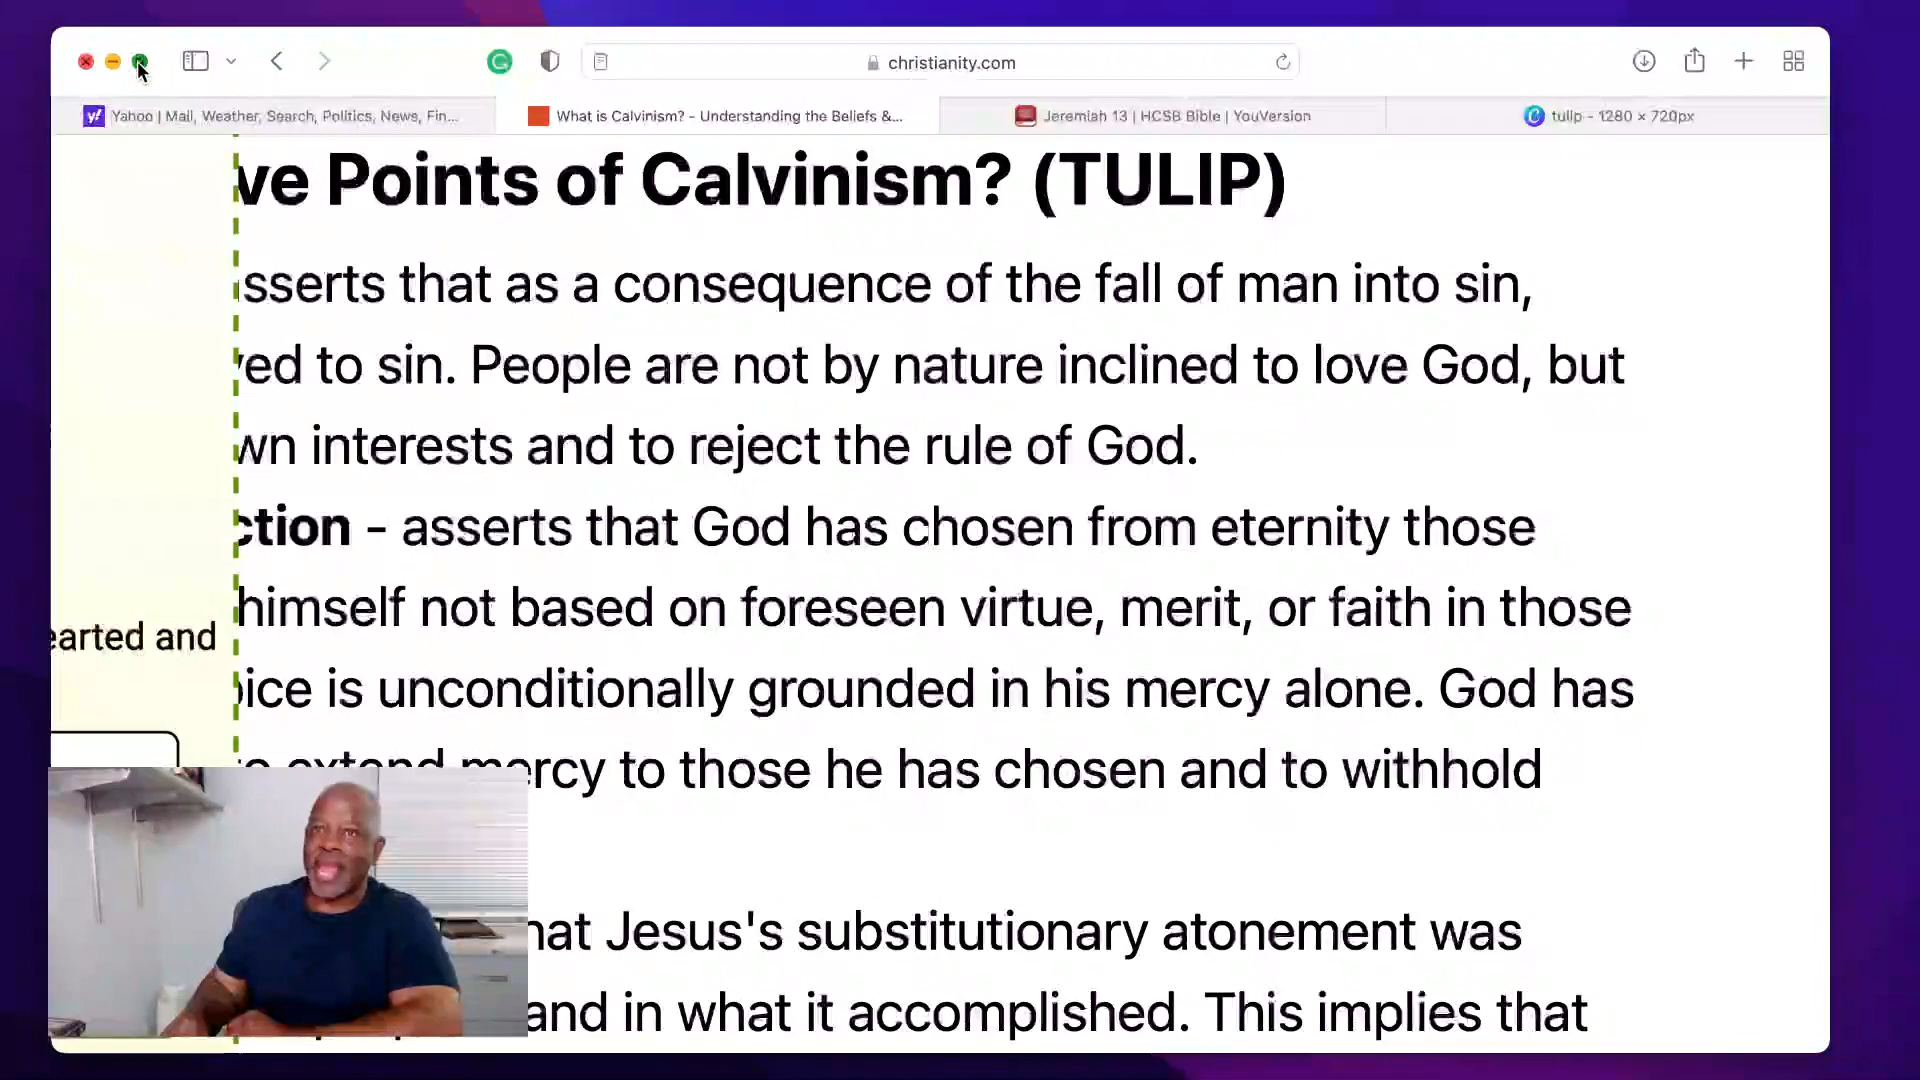 christianity.com
Yahoo | Mail, Weather, Search, Politics, News, Fin...
What is Calvinism? - Understanding the Beliefs &...
Jeremiah 13 | HCSB Bible | YouVersion
tulip - 1280 × 720px
ve Points of Calvinism? (TULIP)
sserts that as a consequence of the fall of man into sin,
ed to sin. People are not by nature inclined to love God, but
wn interests and to reject the rule of God.
ction - asserts that God has chosen from eternity those
himself not based on foreseen virtue, merit, or faith in those
earted and
ice is unconditionally grounded in his mercy alone. God has
extend mercy to those he has chosen and to withhold
hat Jesus's substitutionary atonement was
and in what it accomplished. This implies that